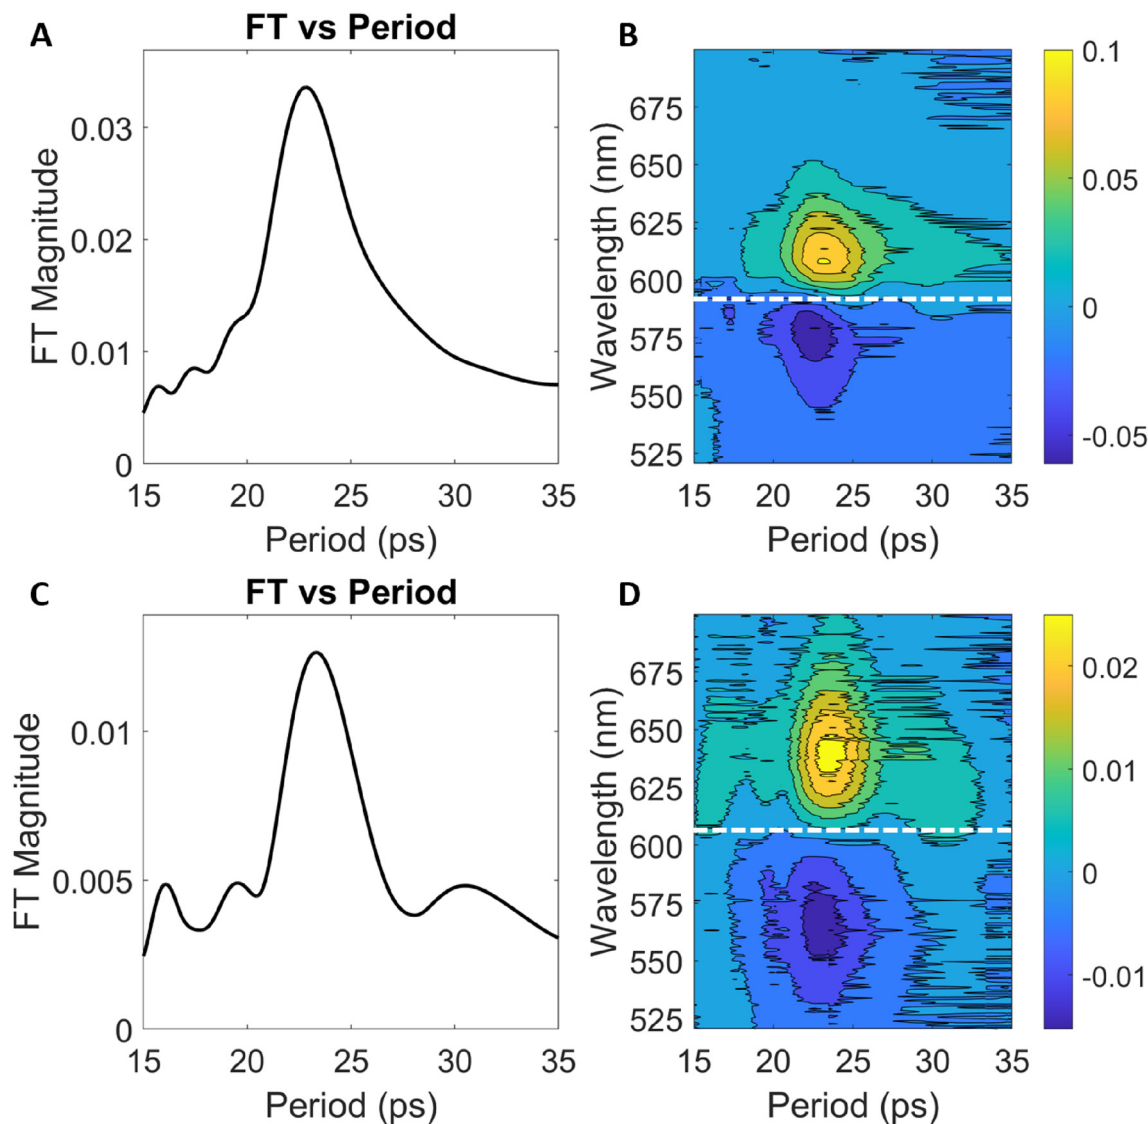 A
FT vs Period
FT Magnitude
0.03
0.02
0.01
0
15 20 25 30 35
Period (ps)
B
Wavelength (nm)
675
650
625
600
575
550
525
15 20 25 30 35
Period (ps)
0.1
0.05
0
-0.05
C
FT vs Period
FT Magnitude
0.01
0.005
0
15 20 25 30 35
Period (ps)
D
Wavelength (nm)
675
650
625
600
575
550
525
15 20 25 30 35
Period (ps)
0.02
0.01
0
-0.01